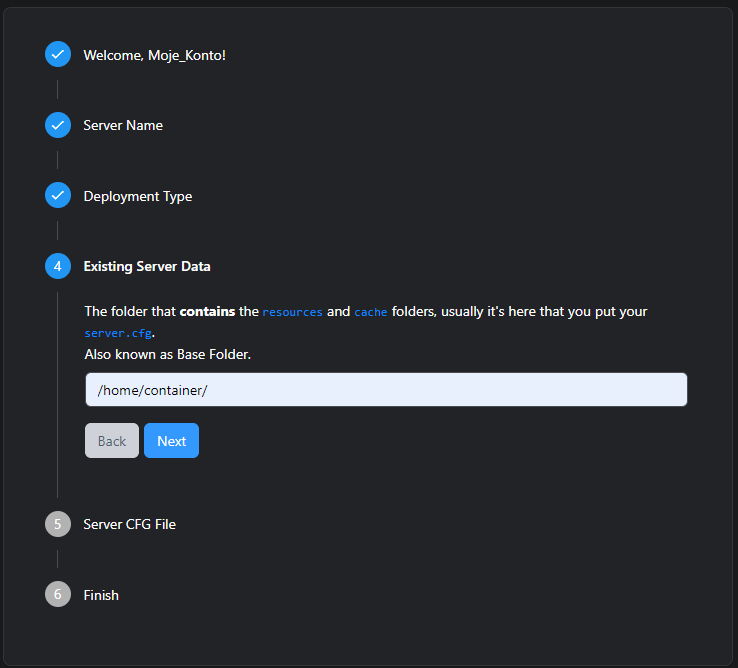 Welcome, Moje_Konto!
Server Name
Deployment Type
4 Existing Server Data
The folder that contains the resources and cache folders, usually it's here that you put your
server.cfg.
Also known as Base Folder.
/home/container/
Back Next
5 Server CFG File
6 Finish